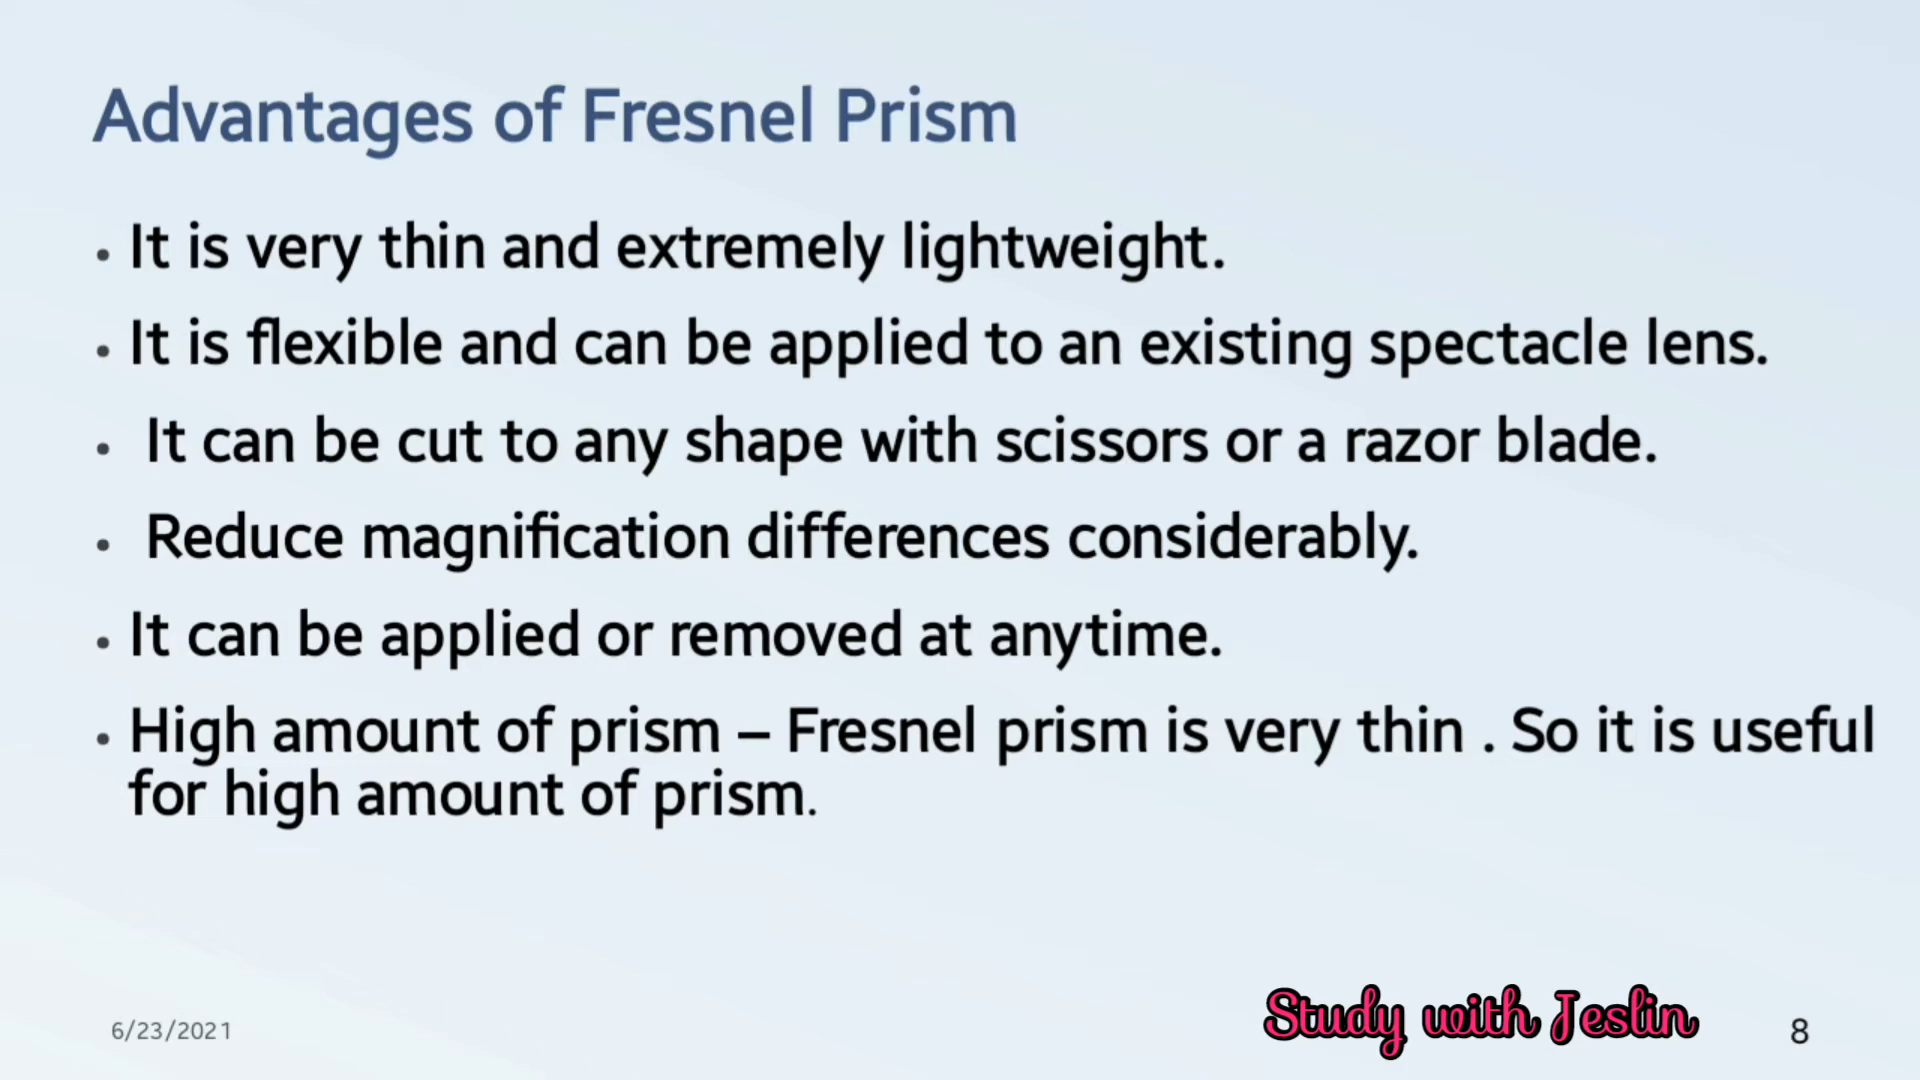 Advantages of Fresnel Prism
• It is very thin and extremely lightweight.
• It is flexible and can be applied to an existing spectacle lens.
• It can be cut to any shape with scissors or a razor blade.
• Reduce magnification differences considerably.
• It can be applied or removed at anytime.
• High amount of prism – Fresnel prism is very thin . So it is useful
for high amount of prism.
6/23/2021
Study with Jeslin
8